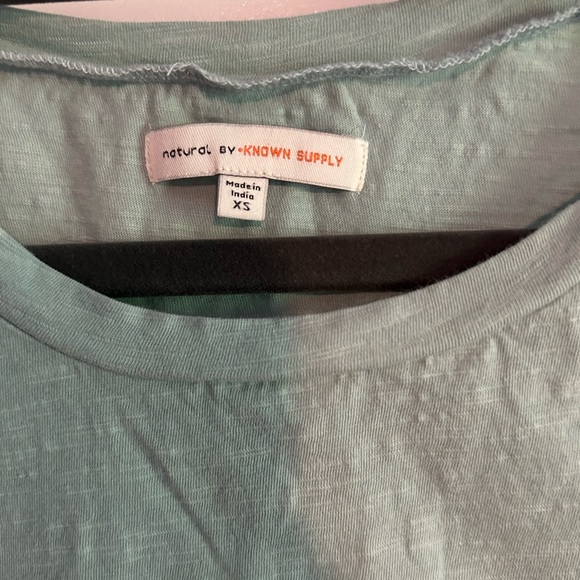 natural BY •KNOWN SUPPLY
Made in
India
XS